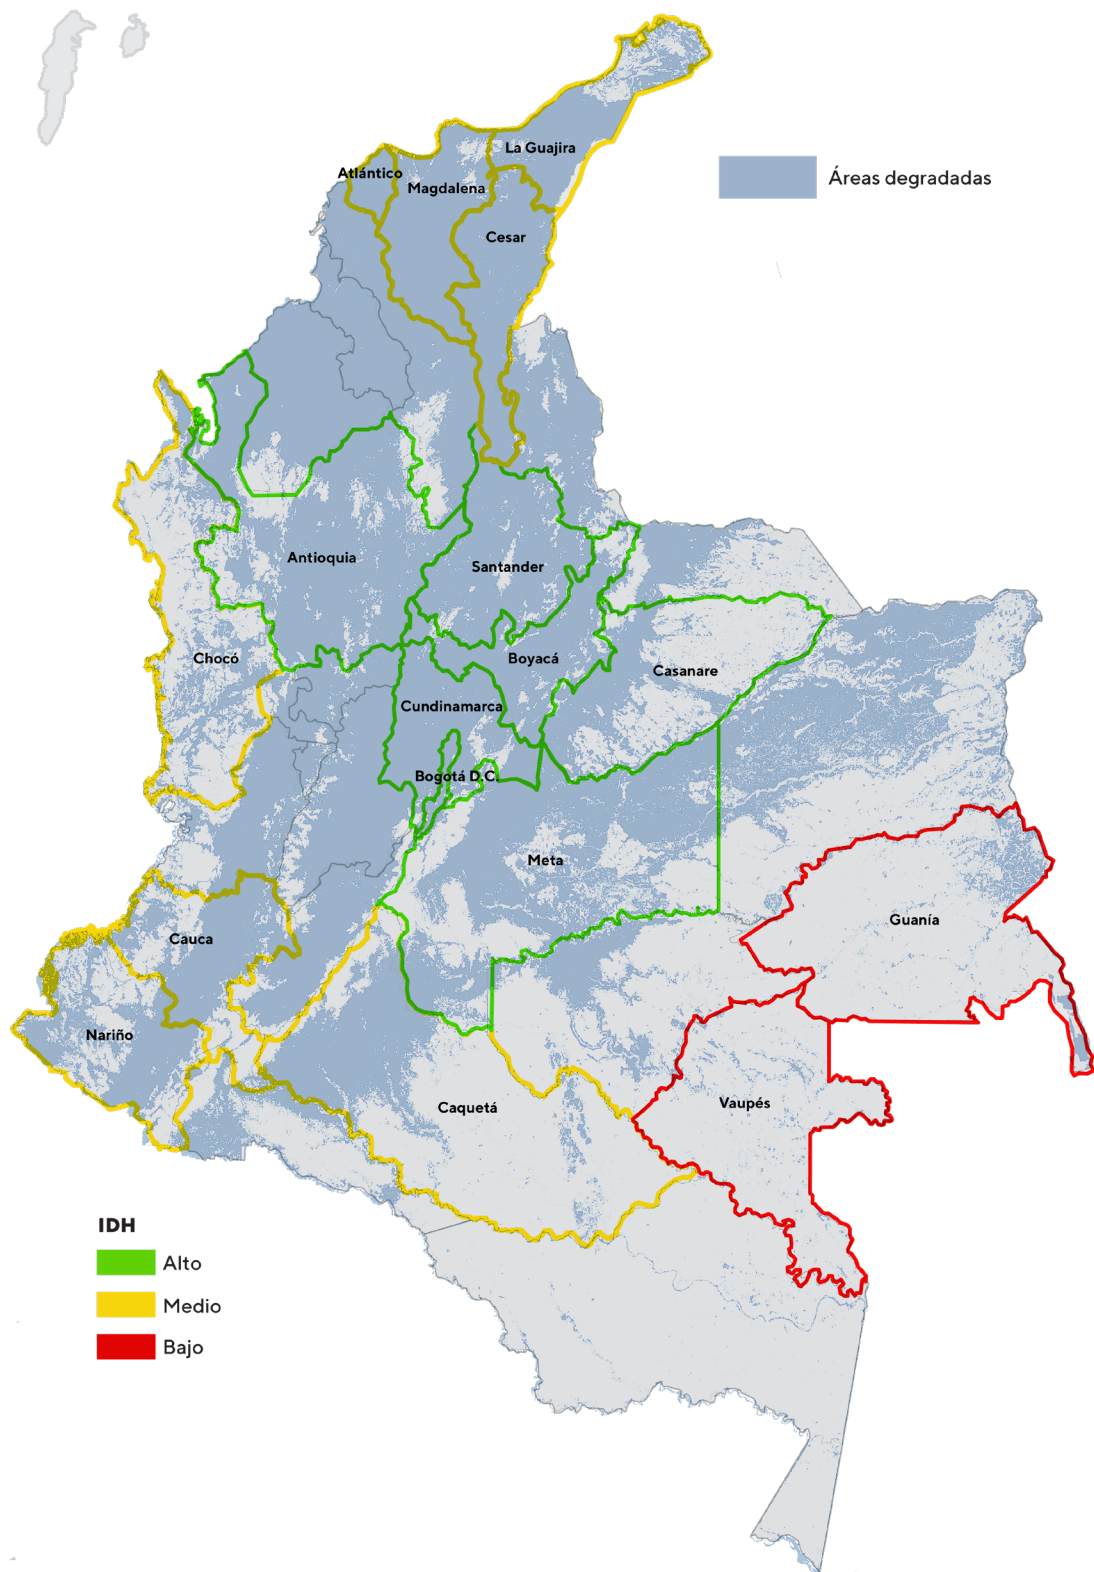 La Guajira
Atlántico
Magdalena
Áreas degradadas
Cesar
Antioquia
Santander
Chocó
Boyacá
Casanare
Cundinamarca
Bogotá D.C.
Meta
Guanía
Cauca
Nariño
Caquetá
Vaupés
IDH
Alto
Medio
Bajo